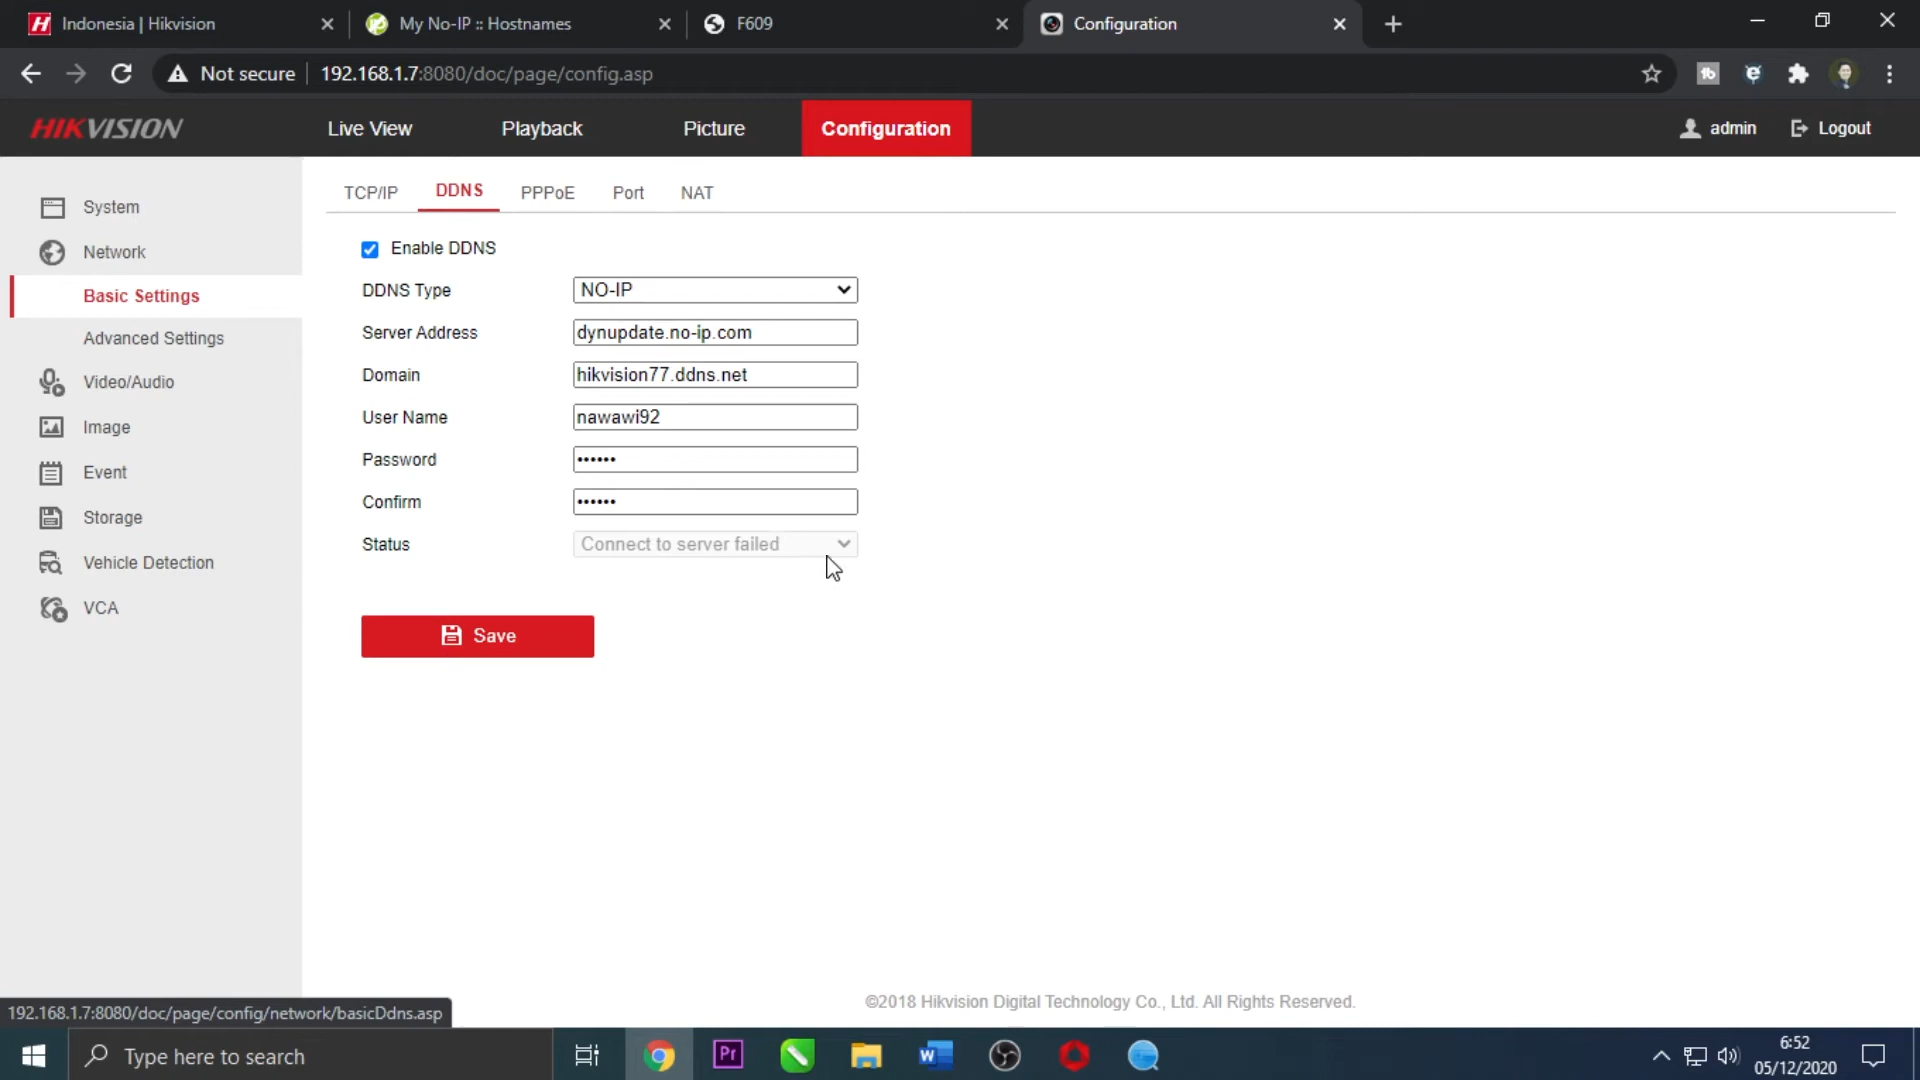 Indonesia | Hikvision
My No-IP :: Hostnames
F609
Configuration
Not secure
192.168.1.7:8080/doc/page/config.asp
HIKVISION
Live View
Playback
Picture
Configuration
admin
Logout
System
Network
Basic Settings
Advanced Settings
Video/Audio
Image
Event
Storage
Vehicle Detection
VCA
TCP/IP
DDNS
PPPoE
Port
NAT
Enable DDNS
DDNS Type
NO-IP
Server Address
dynupdate.no-ip.com
Domain
hikvision77.ddns.net
User Name
nawawi92
Password
••••••
Confirm
••••••
Status
Connect to server failed
Save
©2018 Hikvision Digital Technology Co., Ltd. All Rights Reserved.
192.168.1.7:8080/doc/page/config/network/basicDdns.asp
Type here to search
Pr
W
6:52
05/12/2020